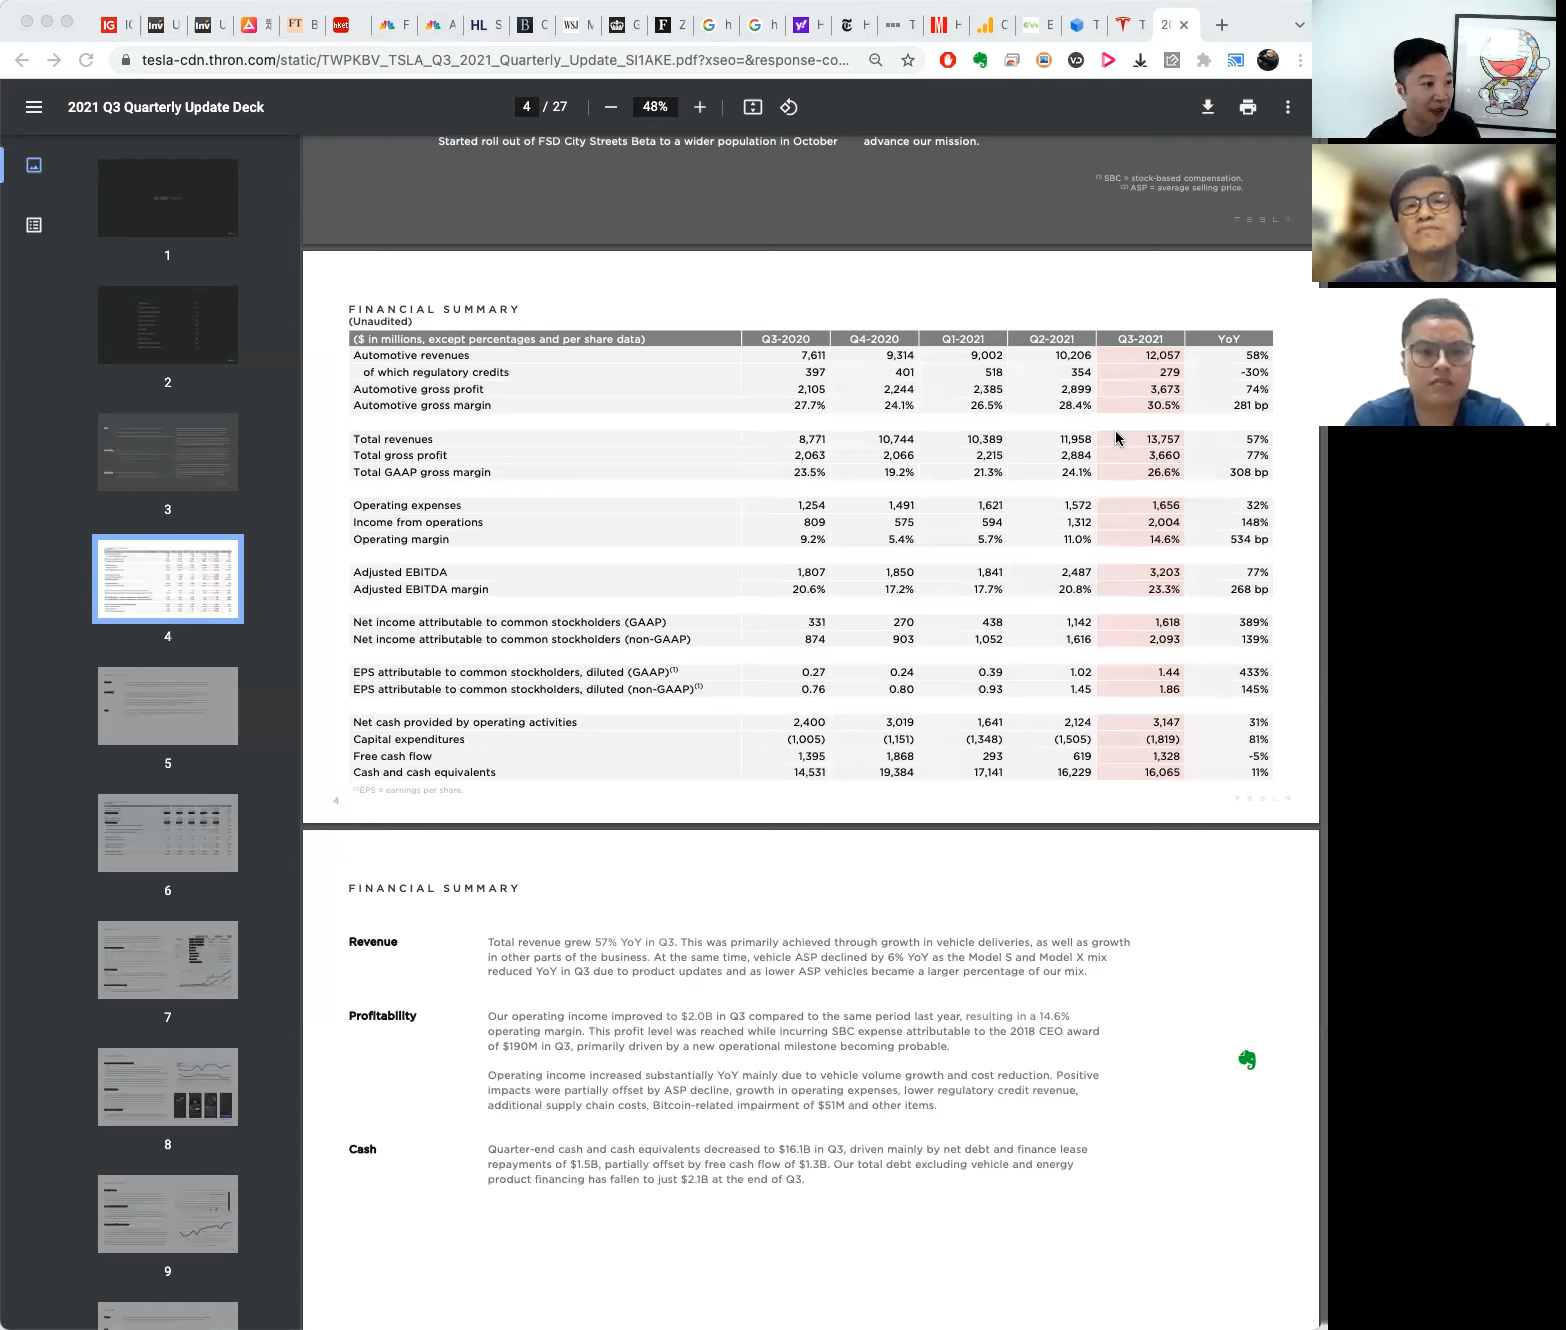 tesla-cdn.thron.com/static/TWPKBV_TSLA_Q3_2021_Quarterly_Update_SI1AKE.pdf?xseo=&response-co...
2021 Q3 Quarterly Update Deck
4 / 27
48%
Started roll out of FSD City Streets Beta to a wider population in October advance our mission.
(1) SBC = stock-based compensation.
(2) ASP = average selling price.
TESLA
1
2
3
4
5
6
7
8
9
FINANCIAL SUMMARY
(Unaudited)
($ in millions, except percentages and per share data) Q3-2020 Q4-2020 Q1-2021 Q2-2021 Q3-2021 YoY
Automotive revenues 7,611 9,314 9,002 10,206 12,057 58%
of which regulatory credits 397 401 518 354 279 -30%
Automotive gross profit 2,105 2,244 2,385 2,899 3,673 74%
Automotive gross margin 27.7% 24.1% 26.5% 28.4% 30.5% 281 bp
Total revenues 8,771 10,744 10,389 11,958 13,757 57%
Total gross profit 2,063 2,066 2,215 2,884 3,660 77%
Total GAAP gross margin 23.5% 19.2% 21.3% 24.1% 26.6% 308 bp
Operating expenses 1,254 1,491 1,621 1,572 1,656 32%
Income from operations 809 575 594 1,312 2,004 148%
Operating margin 9.2% 5.4% 5.7% 11.0% 14.6% 534 bp
Adjusted EBITDA 1,807 1,850 1,841 2,487 3,203 77%
Adjusted EBITDA margin 20.6% 17.2% 17.7% 20.8% 23.3% 268 bp
Net income attributable to common stockholders (GAAP) 331 270 438 1,142 1,618 389%
Net income attributable to common stockholders (non-GAAP) 874 903 1,052 1,616 2,093 139%
EPS attributable to common stockholders, diluted (GAAP)(1) 0.27 0.24 0.39 1.02 1.44 433%
EPS attributable to common stockholders, diluted (non-GAAP)(1) 0.76 0.80 0.93 1.45 1.86 145%
Net cash provided by operating activities 2,400 3,019 1,641 2,124 3,147 31%
Capital expenditures (1,005) (1,151) (1,348) (1,505) (1,819) 81%
Free cash flow 1,395 1,868 293 619 1,328 -5%
Cash and cash equivalents 14,531 19,384 17,141 16,229 16,065 11%
(1)EPS = earnings per share.
4
TESLA
FINANCIAL SUMMARY
Revenue
Total revenue grew 57% YoY in Q3. This was primarily achieved through growth in vehicle deliveries, as well as growth
in other parts of the business. At the same time, vehicle ASP declined by 6% YoY as the Model S and Model X mix
reduced YoY in Q3 due to product updates and as lower ASP vehicles became a larger percentage of our mix.
Profitability
Our operating income improved to $2.0B in Q3 compared to the same period last year, resulting in a 14.6%
operating margin. This profit level was reached while incurring SBC expense attributable to the 2018 CEO award
of $190M in Q3, primarily driven by a new operational milestone becoming probable.
Operating income increased substantially YoY mainly due to vehicle volume growth and cost reduction. Positive
impacts were partially offset by ASP decline, growth in operating expenses, lower regulatory credit revenue,
additional supply chain costs, Bitcoin-related impairment of $51M and other items.
Cash
Quarter-end cash and cash equivalents decreased to $16.1B in Q3, driven mainly by net debt and finance lease
repayments of $1.5B, partially offset by free cash flow of $1.3B. Our total debt excluding vehicle and energy
product financing has fallen to just $2.1B at the end of Q3.